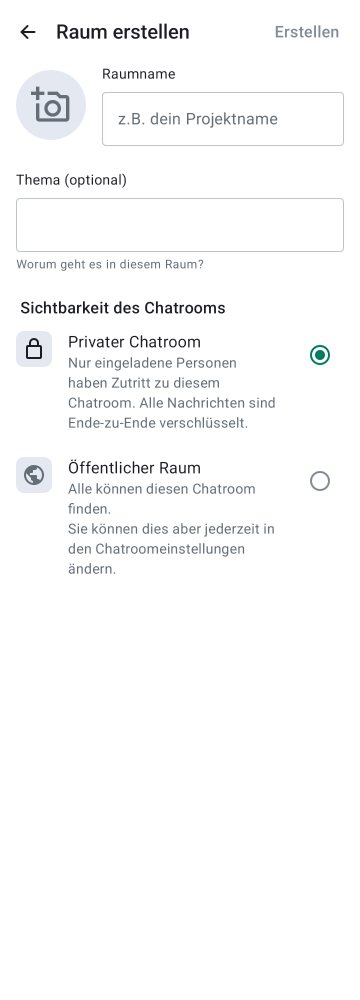 Raum erstellen
Erstellen
Raumname
z.B. dein Projektname
Thema (optional)
Worum geht es in diesem Raum?
Sichtbarkeit des Chatrooms
Privater Chatroom
Nur eingeladene Personen
haben Zutritt zu diesem
Chatroom. Alle Nachrichten sind
Ende-zu-Ende verschlüsselt.
Öffentlicher Raum
Alle können diesen Chatroom
finden.
Sie können dies aber jederzeit in
den Chatroomeinstellungen
ändern.